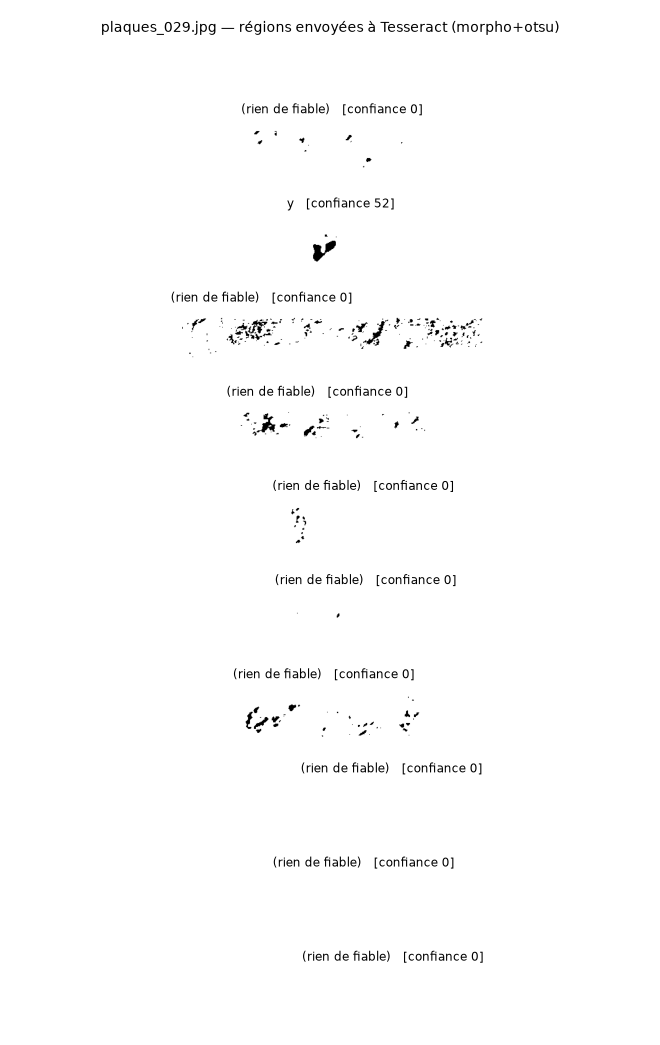 plaques_029.jpg — régions envoyées à Tesseract (morpho+otsu)
(rien de fiable) [confiance 0]
y [confiance 52]
(rien de fiable) [confiance 0]
(rien de fiable) [confiance 0]
(rien de fiable) [confiance 0]
(rien de fiable) [confiance 0]
(rien de fiable) [confiance 0]
(rien de fiable) [confiance 0]
(rien de fiable) [confiance 0]
(rien de fiable) [confiance 0]